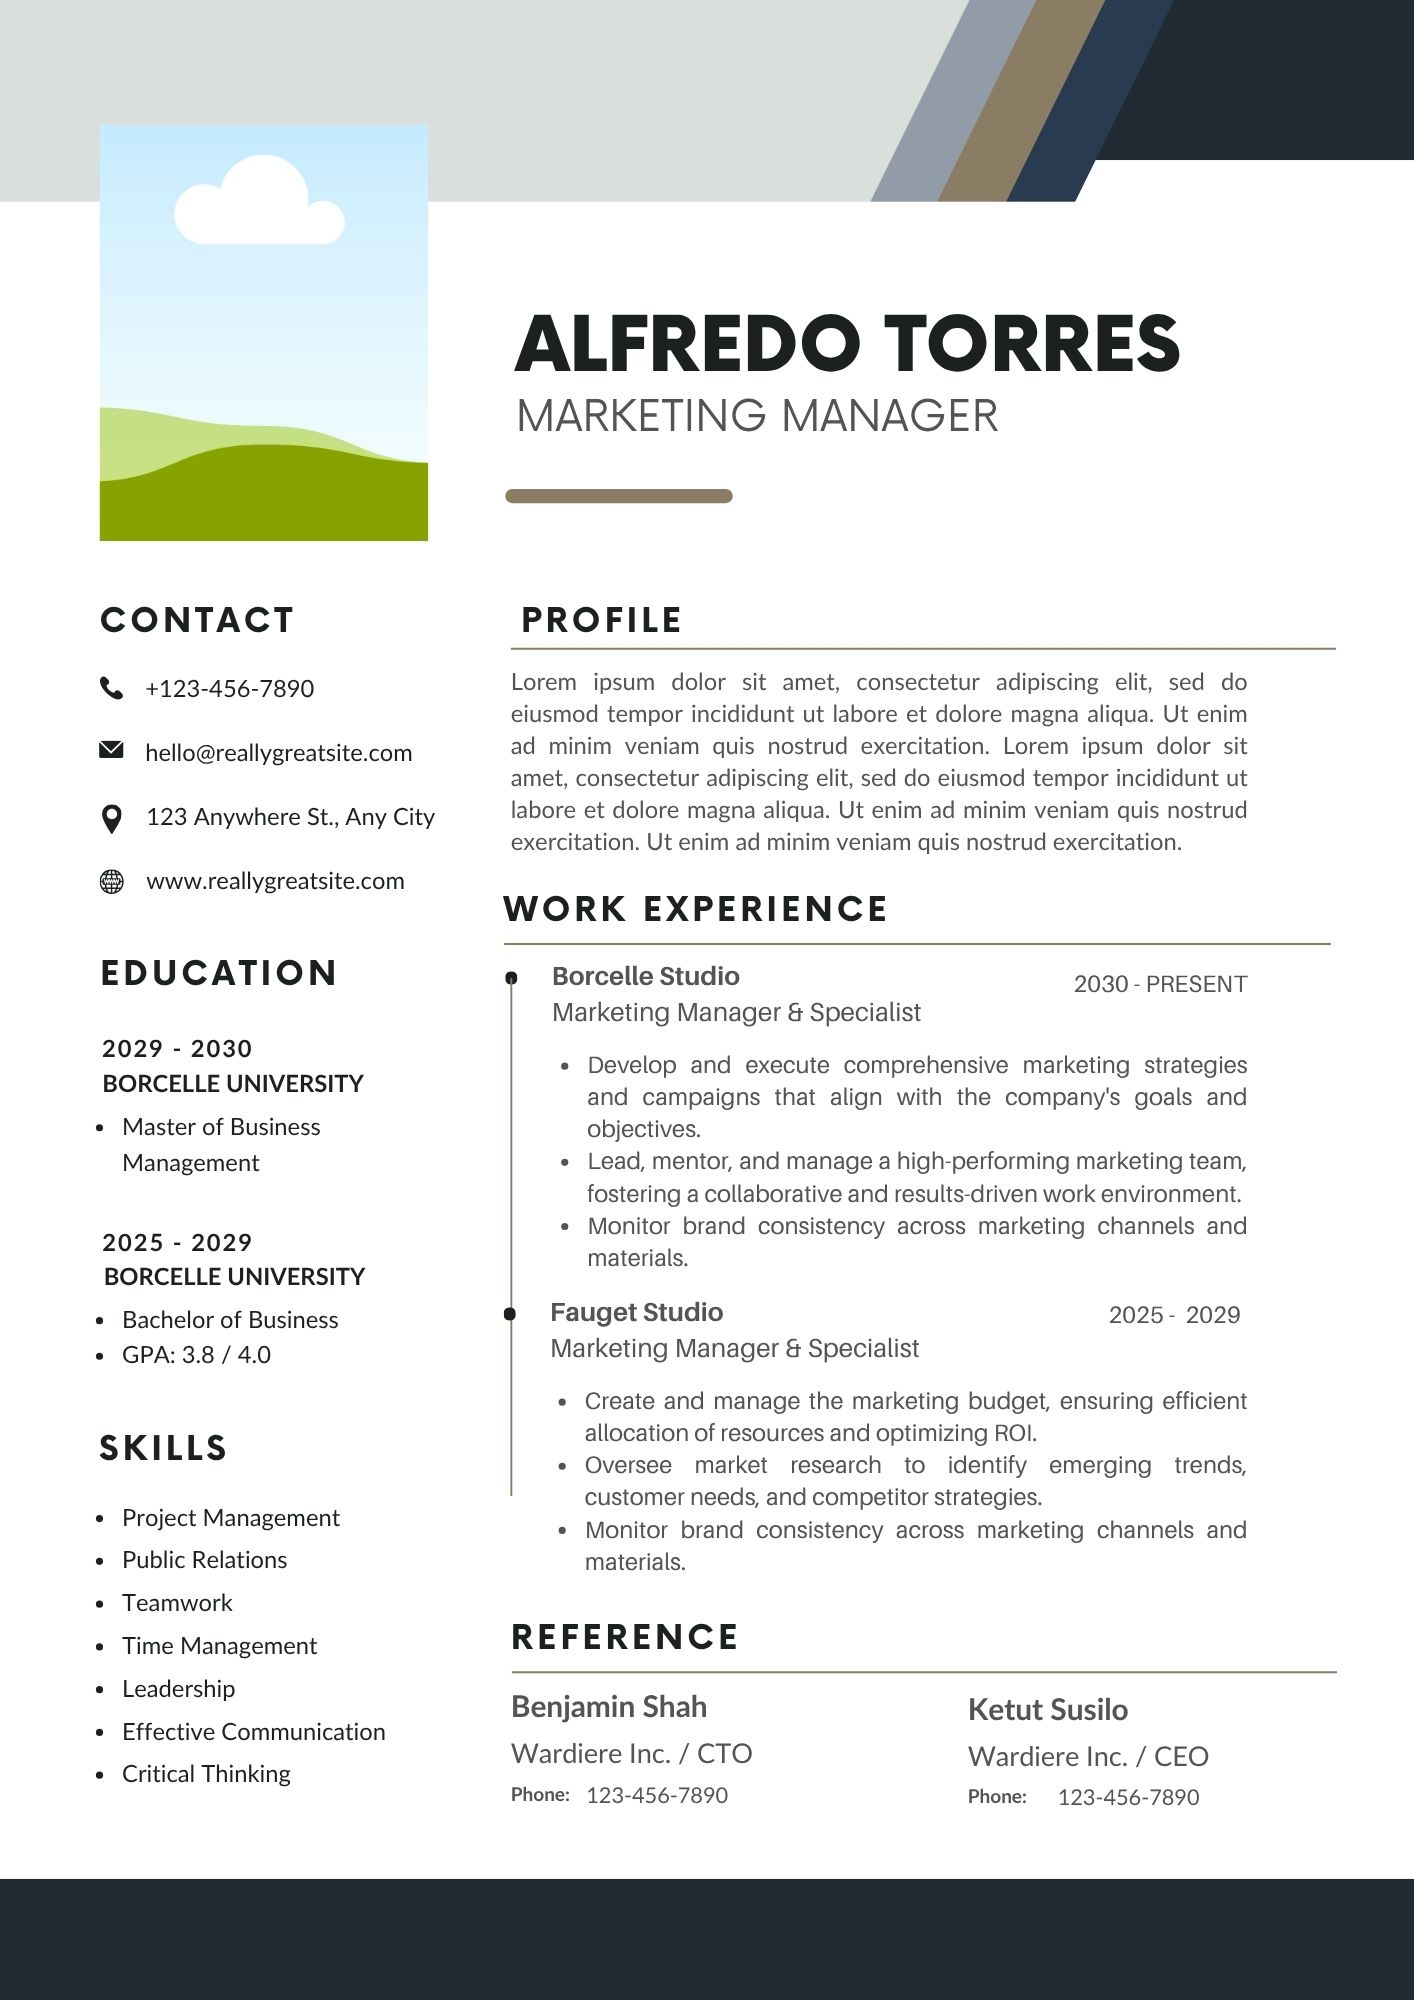 ALFREDO TORRES
MARKETING MANAGER
CONTACT
+123-456-7890
hello@reallygreatsite.com
123 Anywhere St., Any City
www.reallygreatsite.com
EDUCATION
2029 - 2030
BORCELLE UNIVERSITY
• Master of Business
Management
2025 - 2029
BORCELLE UNIVERSITY
• Bachelor of Business
• GPA: 3.8 / 4.0
SKILLS
• Project Management
• Public Relations
• Teamwork
• Time Management
• Leadership
• Effective Communication
• Critical Thinking
PROFILE
Lorem ipsum dolor sit amet, consectetur adipiscing elit, sed do
eiusmod tempor incididunt ut labore et dolore magna aliqua. Ut enim
ad minim veniam quis nostrud exercitation. Lorem ipsum dolor sit
amet, consectetur adipiscing elit, sed do eiusmod tempor incididunt ut
labore et dolore magna aliqua. Ut enim ad minim veniam quis nostrud
exercitation. Ut enim ad minim veniam quis nostrud exercitation.
WORK EXPERIENCE
Borcelle Studio
2030 - PRESENT
Marketing Manager & Specialist
• Develop and execute comprehensive marketing strategies
and campaigns that align with the company's goals and
objectives.
• Lead, mentor, and manage a high-performing marketing team,
fostering a collaborative and results-driven work environment.
• Monitor brand consistency across marketing channels and
materials.
Fauget Studio
2025 - 2029
Marketing Manager & Specialist
• Create and manage the marketing budget, ensuring efficient
allocation of resources and optimizing ROI.
• Oversee market research to identify emerging trends,
customer needs, and competitor strategies.
• Monitor brand consistency across marketing channels and
materials.
REFERENCE
Benjamin Shah
Wardiere Inc. / CTO
Phone: 123-456-7890
Ketut Susilo
Wardiere Inc. / CEO
Phone: 123-456-7890